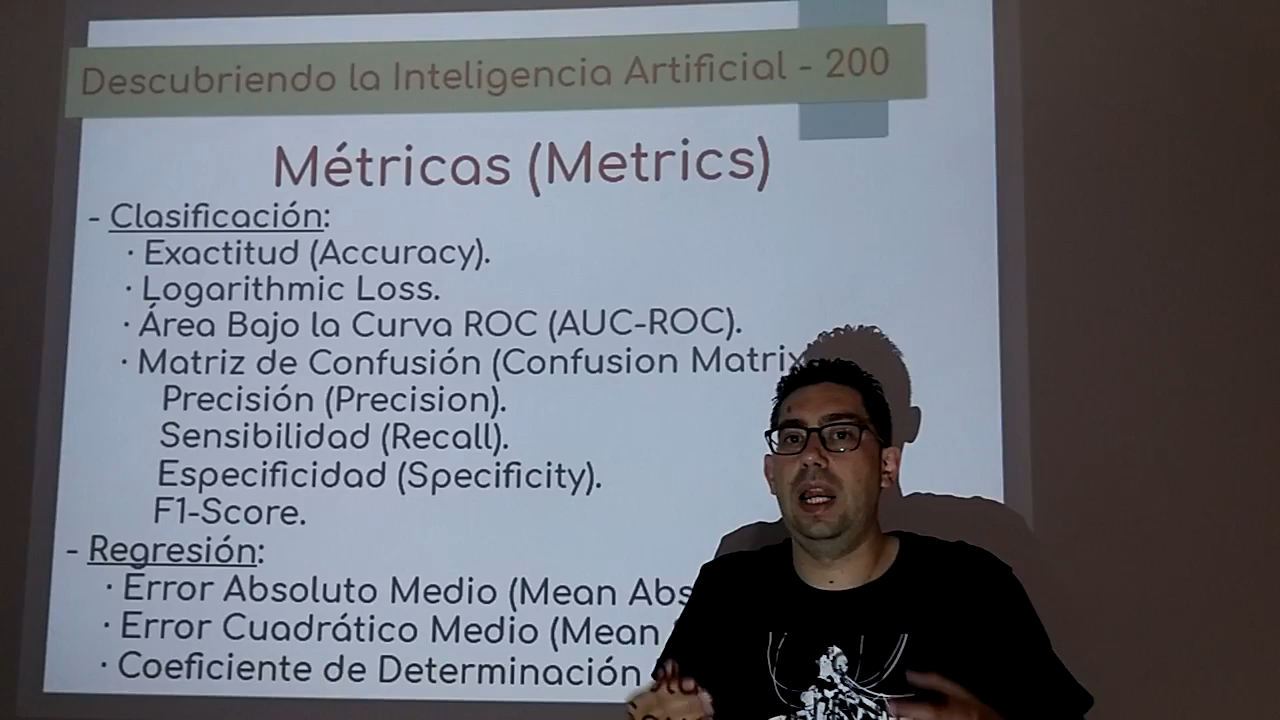 Descubriendo la Inteligencia Artificial - 200
Métricas (Metrics)
- Clasificación:
· Exactitud (Accuracy).
· Logarithmic Loss.
· Área Bajo la Curva ROC (AUC-ROC).
· Matriz de Confusión (Confusion Matrix
Precisión (Precision).
Sensibilidad (Recall).
Especificidad (Specificity).
F1-Score.
- Regresión:
· Error Absoluto Medio (Mean Abs
· Error Cuadrático Medio (Mean
· Coeficiente de Determinación